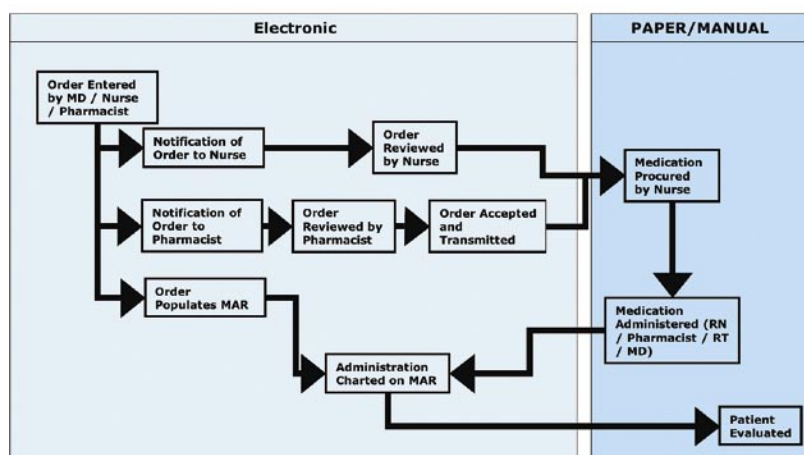 Electronic
PAPER/MANUAL
Order Entered
by MD / Nurse
/ Pharmacist
Notification of
Order to Nurse
Order
Reviewed
by Nurse
Medication
Procured
by Nurse
Notification of
Order to
Pharmacist
Order
Reviewed by
Pharmacist
Order Accepted
and
Transmitted
Order
Populates MAR
Medication
Administered (RN
/ Pharmacist / RT
/ MD)
Administration
Charted on MAR
Patient
Evaluated